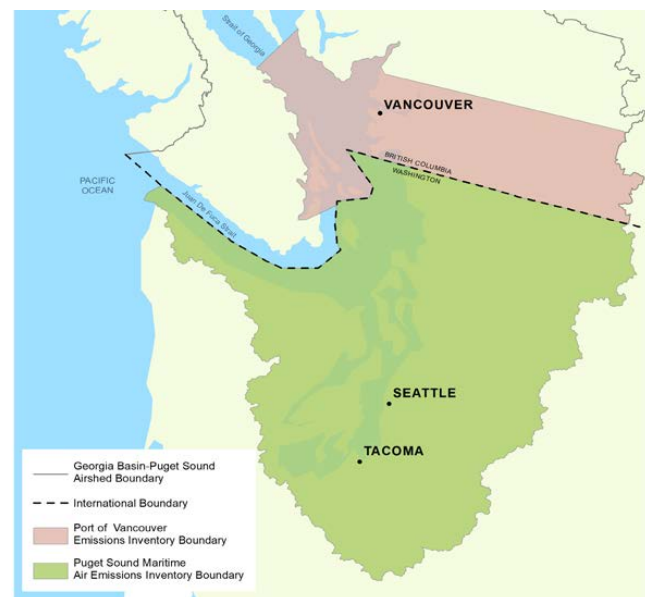 Strait of Georgia
VANCOUVER
BRITISH COLUMBIA
WASHINGTON
PACIFIC
OCEAN
Juan De Fuca Strait
SEATTLE
TACOMA
Georgia Basin-Puget Sound
Airshed Boundary
International Boundary
Port of Vancouver
Emissions Inventory Boundary
Puget Sound Maritime
Air Emissions Inventory Boundary